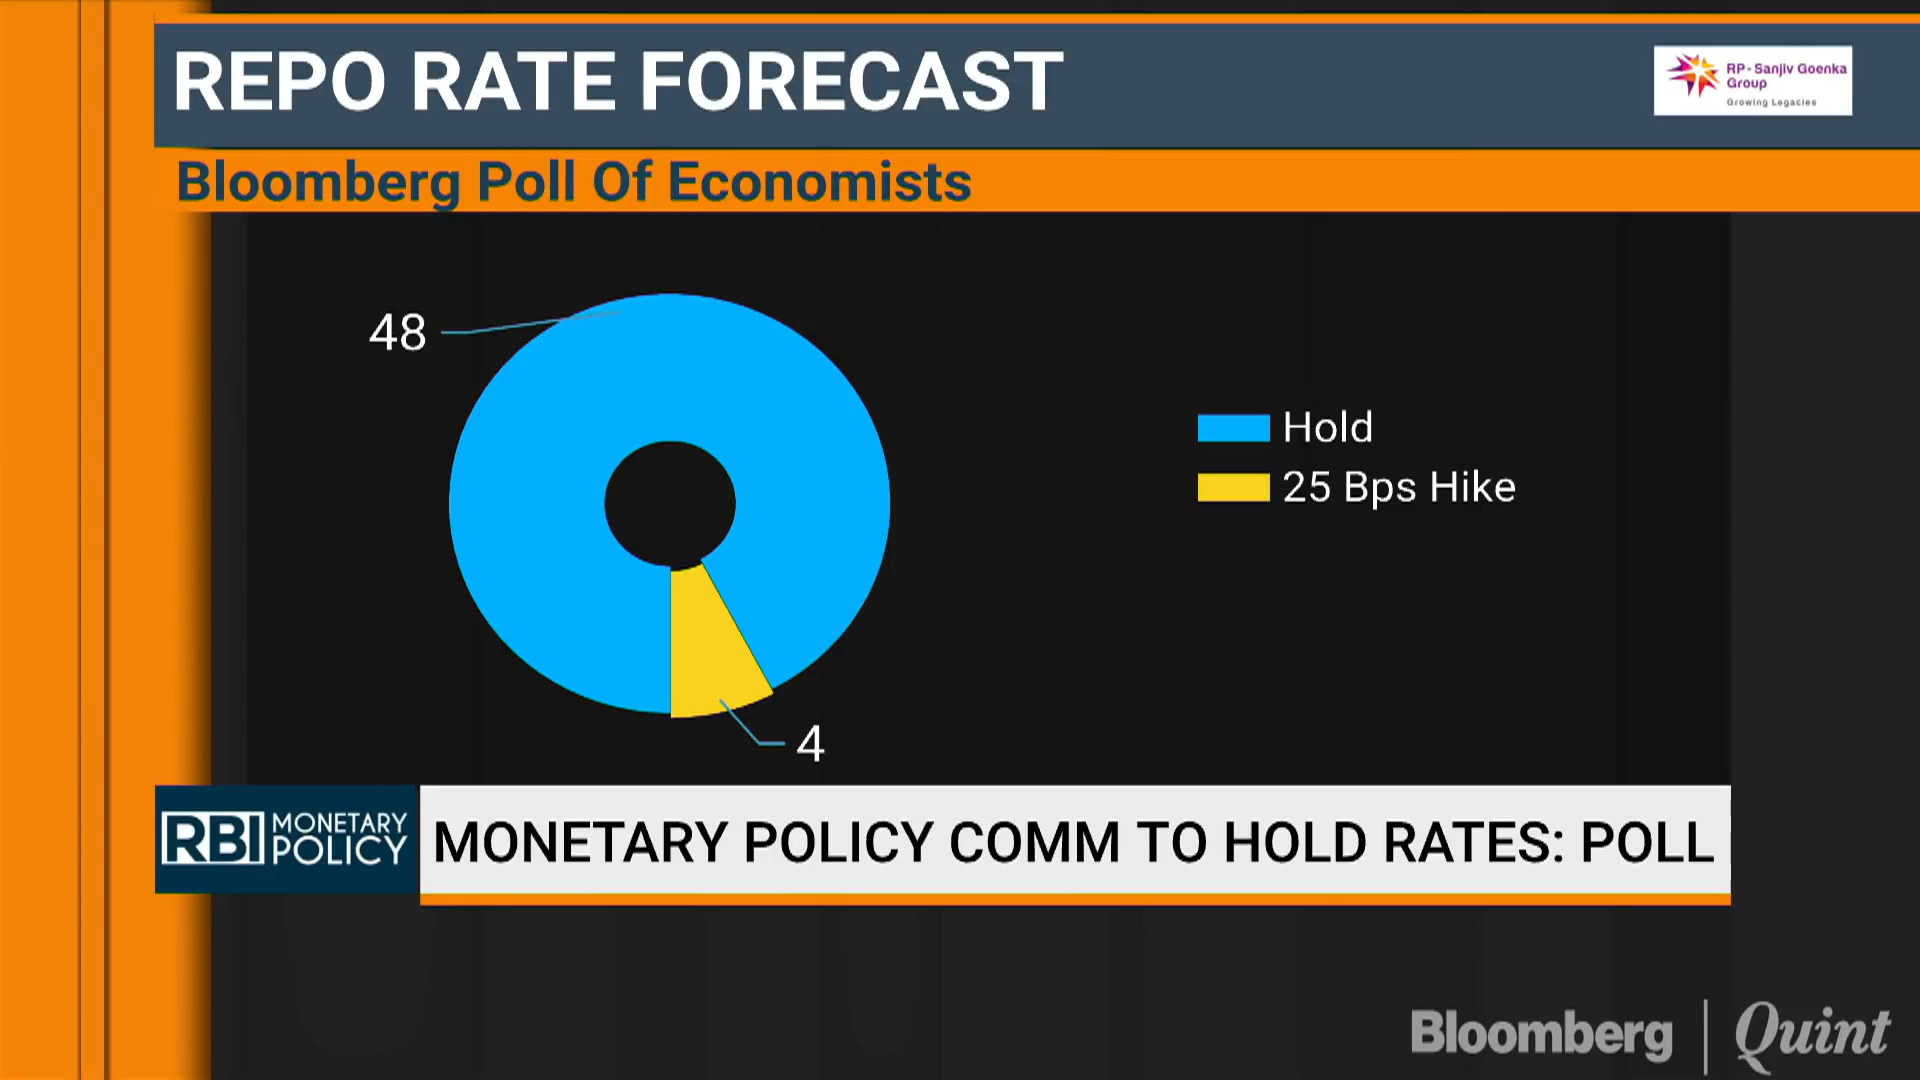 REPO RATE FORECAST
RP-Sanjiv Goenka
Group
Growing Legacies
Bloomberg Poll Of Economists
48
Hold
25 Bps Hike
4
RBI MONETARY
POLICY
MONETARY POLICY COMM TO HOLD RATES: POLL
Bloomberg | Quint